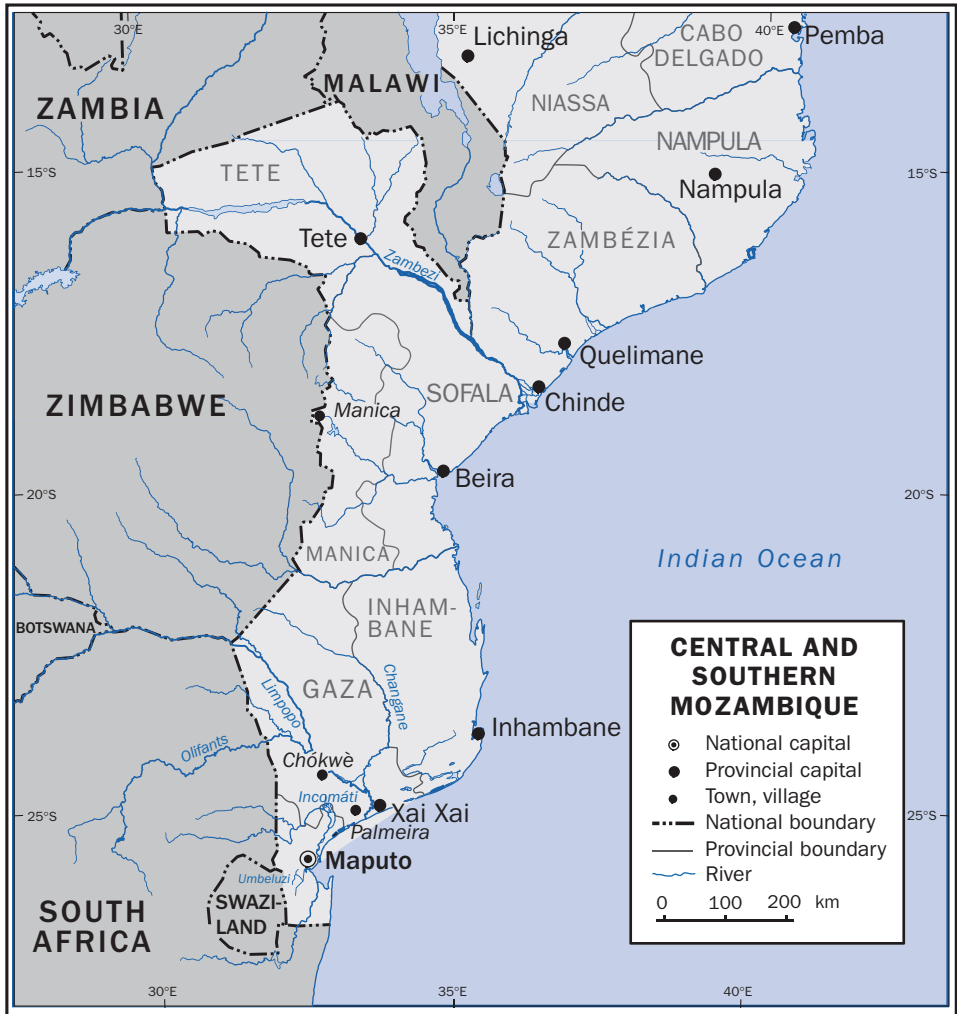 30°E
35°E
40°E
Lichinga
Pemba
CABO
DELGADO
MALAWI
ZAMBIA
NIASSA
NAMPULA
15°S
TETE
15°S
Nampula
Tete
ZAMBÉZIA
Zambezi
Quelimane
SOFALA
Chinde
ZIMBABWE
Manica
Beira
20°S
20°S
MANICA
Indian Ocean
INHAM-
BANE
BOTSWANA
CENTRAL AND
SOUTHERN
MOZAMBIQUE
National capital
Provincial capital
Town, village
National boundary
Provincial boundary
River
0 100 200 km
GAZA
Changane
Limpopo
Inhambane
Olifants
Chókwè
Incomáti
Xai Xai
25°S
25°S
Palmeira
Maputo
Umbeluzi
SWAZI-
LAND
SOUTH
AFRICA
30°E
35°E
40°E